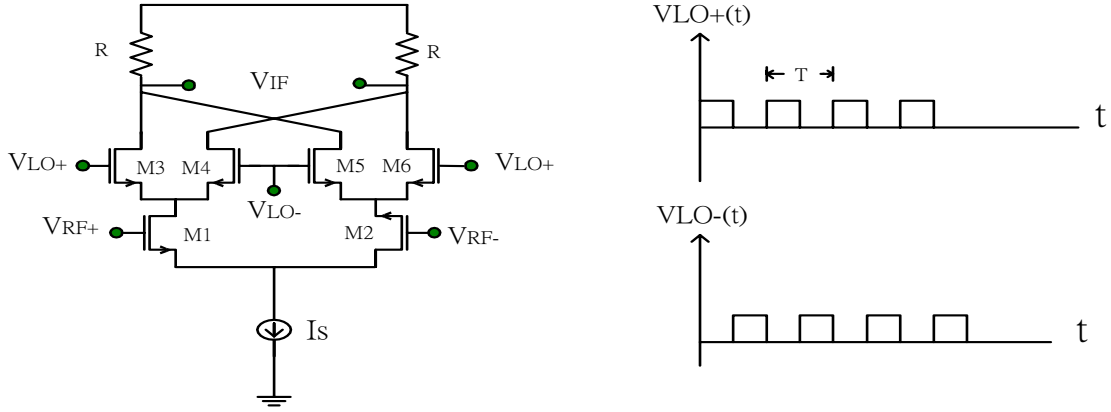 R
R
VIF
VLO+
M3
M4
M5
M6
VLO+
VLO-
VRF+
M1
M2
VRF-
Is
VLO+(t)
T
t
VLO-(t)
t